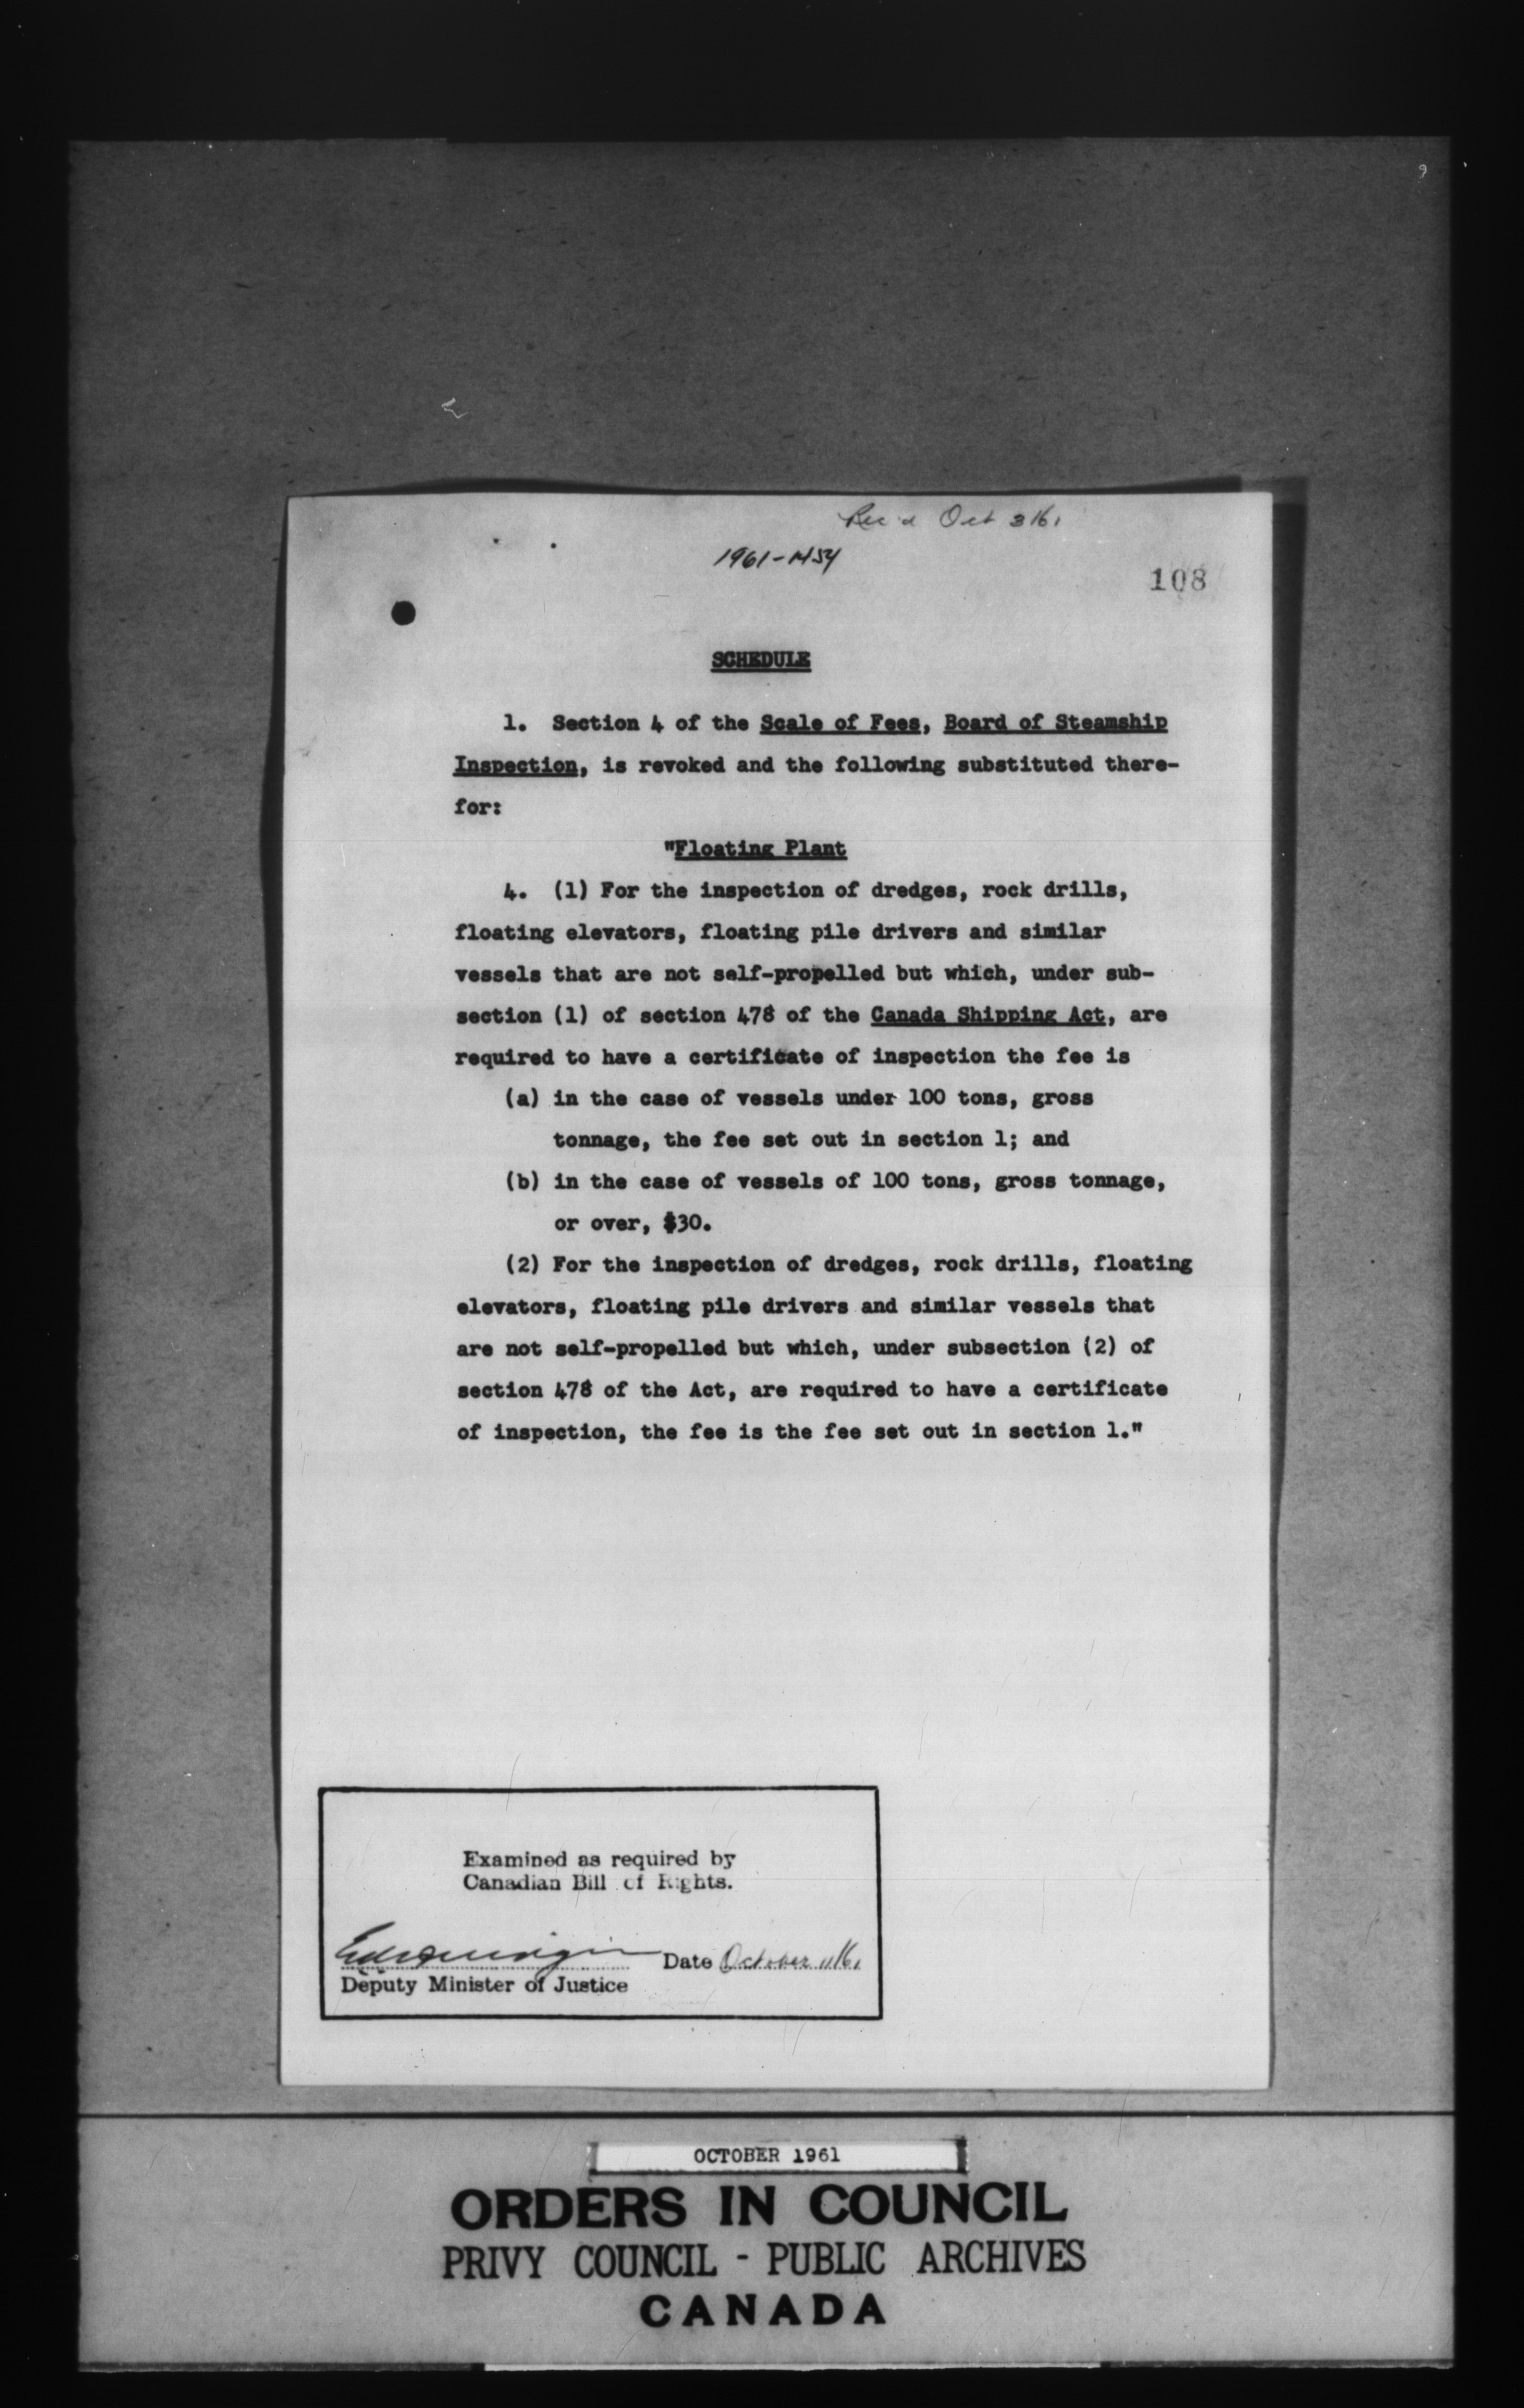 Rec'd Oct 3/61
1961-1454
108
SCHEDULE
1. Section 4 of the Scale of Fees, Board of Steamship
Inspection, is revoked and the following substituted there-
for:
"Floating Plant
4. (1) For the inspection of dredges, rock drills,
floating elevators, floating pile drivers and similar
vessels that are not self-propelled but which, under sub-
section (1) of section 478 of the Canada Shipping Act, are
required to have a certificate of inspection the fee is
(a) in the case of vessels under 100 tons, gross
tonnage, the fee set out in section 1; and
(b) in the case of vessels of 100 tons, gross tonnage,
or over, $30.
(2) For the inspection of dredges, rock drills, floating
elevators, floating pile drivers and similar vessels that
are not self-propelled but which, under subsection (2) of
section 478 of the Act, are required to have a certificate
of inspection, the fee is the fee set out in section 1."
Examined as required by
Canadian Bill of Rights.
Date October 11/61
Deputy Minister of Justice
OCTOBER 1961
ORDERS IN COUNCIL
PRIVY COUNCIL - PUBLIC ARCHIVES
CANADA